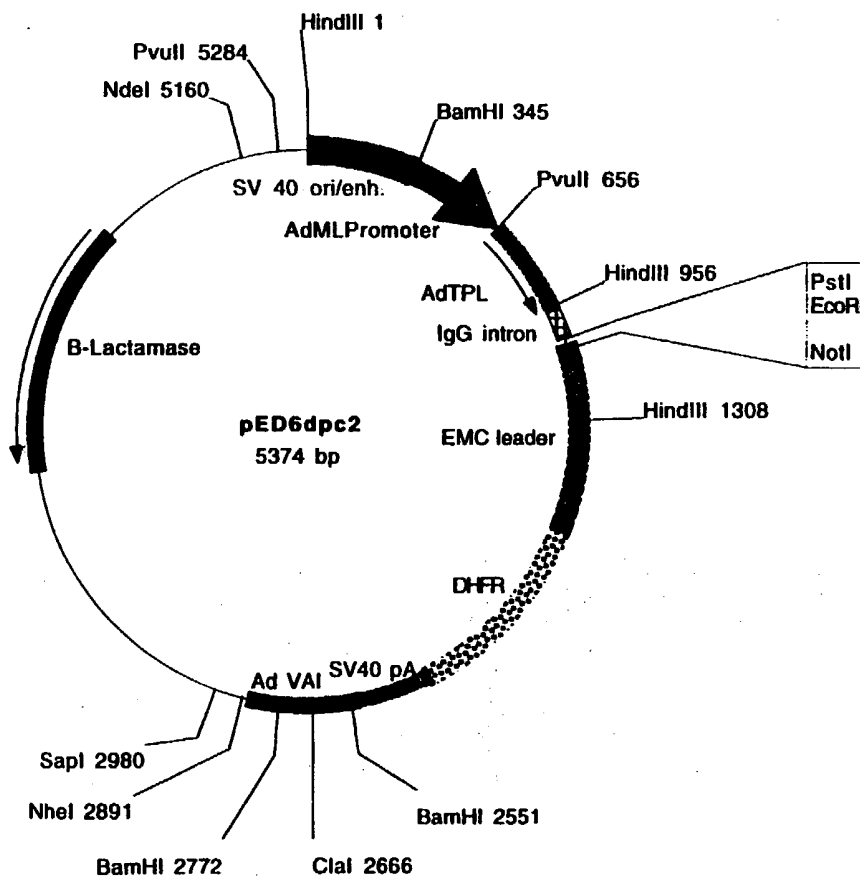 HindIII 1
PvuII 5284
NdeI 5160
BamHI 345
SV 40 ori/enh.
PvuII 656
AdMLPromoter
HindIII 956
AdTPL
PstI
EcoR
IgG intron
NotI
B-Lactamase
HindIII 1308
pED6dpc2
EMC leader
5374 bp
DHFR
SV40 pA
Ad VAI
SapI 2980
NheI 2891
BamHI 2551
BamHI 2772
ClaI 2666